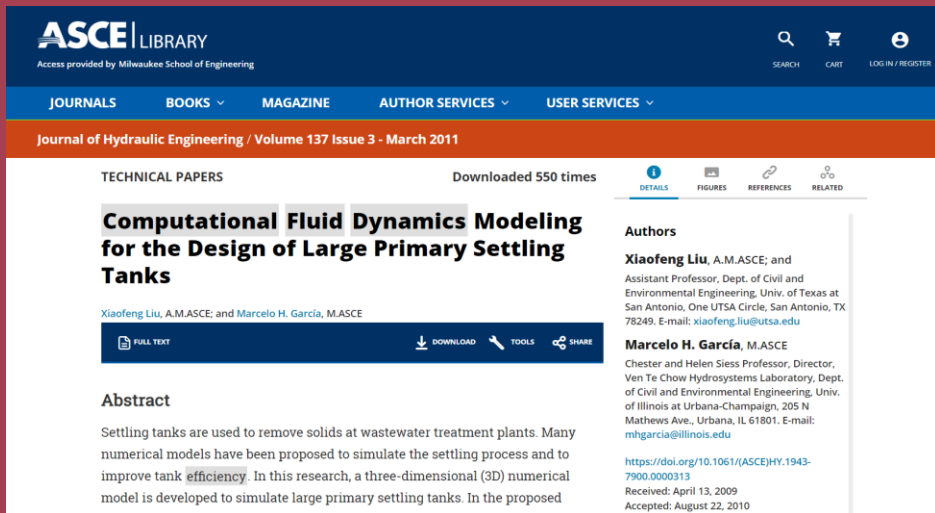 ASCE LIBRARY
Access provided by Milwaukee School of Engineering
SEARCH
CART
LOG IN / REGISTER
JOURNALS
BOOKS
MAGAZINE
AUTHOR SERVICES
USER SERVICES
Journal of Hydraulic Engineering / Volume 137 Issue 3 - March 2011
TECHNICAL PAPERS
Downloaded 550 times
Computational Fluid Dynamics Modeling
for the Design of Large Primary Settling
Tanks
Xiaofeng Liu, A.M.ASCE; and Marcelo H. García, M.ASCE
FULL TEXT
DOWNLOAD
TOOLS
SHARE
Abstract
Settling tanks are used to remove solids at wastewater treatment plants. Many
numerical models have been proposed to simulate the settling process and to
improve tank efficiency. In this research, a three-dimensional (3D) numerical
model is developed to simulate large primary settling tanks. In the proposed
DETAILS
FIGURES
REFERENCES
RELATED
Authors
Xiaofeng Liu, A.M.ASCE; and
Assistant Professor, Dept. of Civil and
Environmental Engineering, Univ. of Texas at
San Antonio, One UTSA Circle, San Antonio, TX
78249. E-mail: xiaofeng.liu@utsa.edu
Marcelo H. García, M.ASCE
Chester and Helen Siess Professor, Director,
Ven Te Chow Hydrosystems Laboratory, Dept.
of Civil and Environmental Engineering, Univ.
of Illinois at Urbana-Champaign, 205 N
Mathews Ave., Urbana, IL 61801. E-mail:
mhgarcia@illinois.edu
https://doi.org/10.1061/(ASCE)HY.1943-
7900.0000313
Received: April 13, 2009
Accepted: August 22, 2010